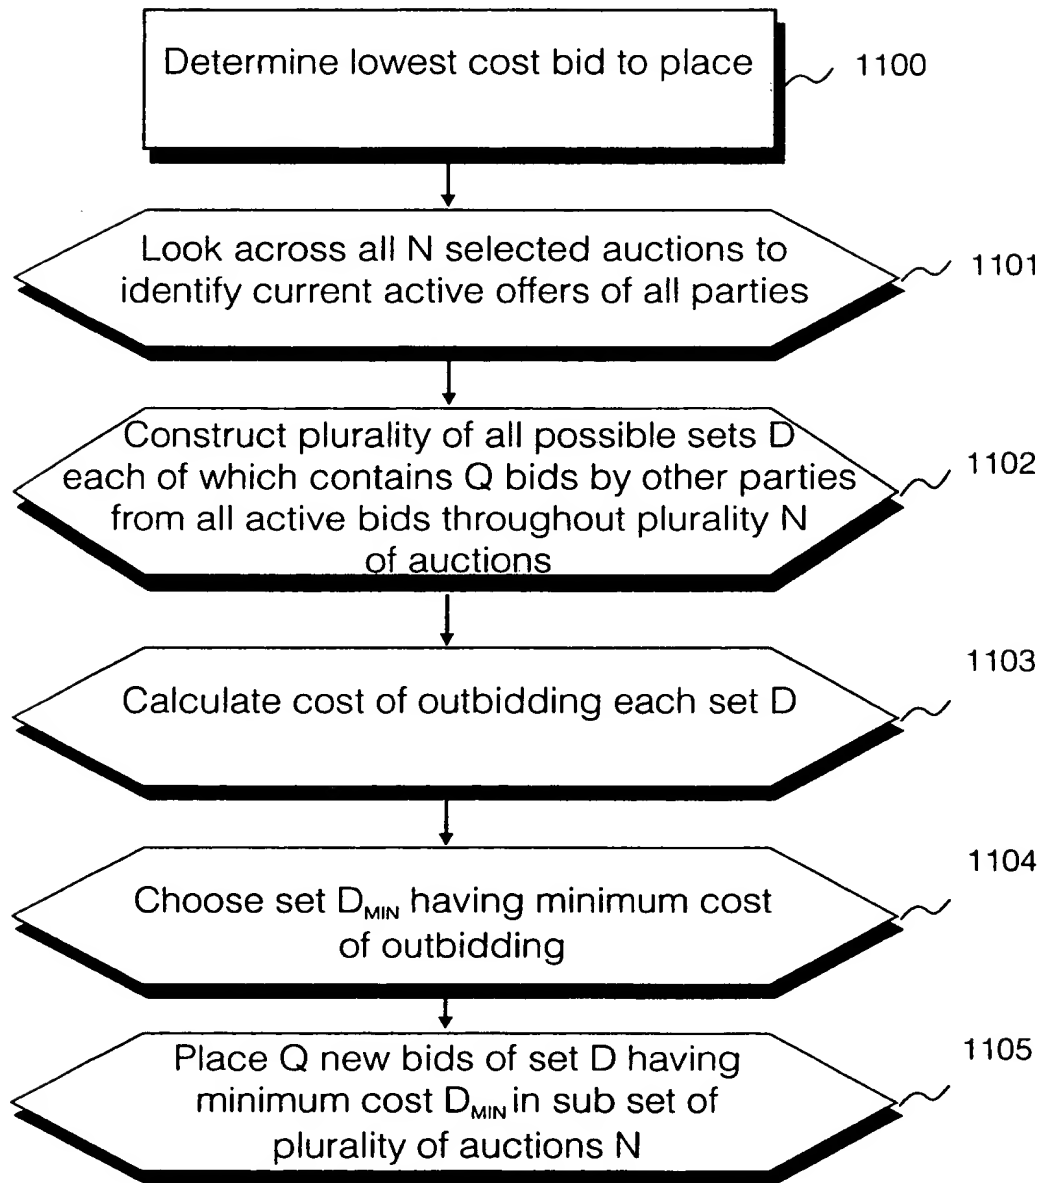 Determine lowest cost bid to place
1100
Look across all N selected auctions to
identify current active offers of all parties
1101
Construct plurality of all possible sets D
each of which contains Q bids by other parties
from all active bids throughout plurality N
of auctions
1102
Calculate cost of outbidding each set D
1103
Choose set D_MIN having minimum cost
of outbidding
1104
Place Q new bids of set D having
minimum cost D_MIN in sub set of
plurality of auctions N
1105